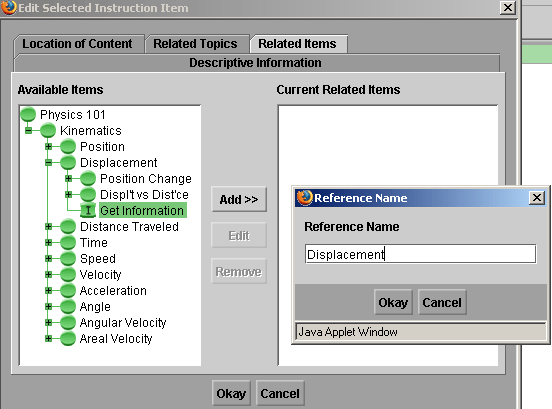 Edit Selected Instruction Item
Location of Content
Related Topics
Related Items
Descriptive Information
Available Items
Physics 101
Kinematics
Position
Displacement
Position Change
Displ't vs Dist'ce
I Get Information
Distance Traveled
Time
Speed
Velocity
Acceleration
Angle
Angular Velocity
Areal Velocity
Add >>
Edit
Remove
Current Related Items
Reference Name
Reference Name
Displacement
Okay
Cancel
Java Applet Window
Okay
Cancel